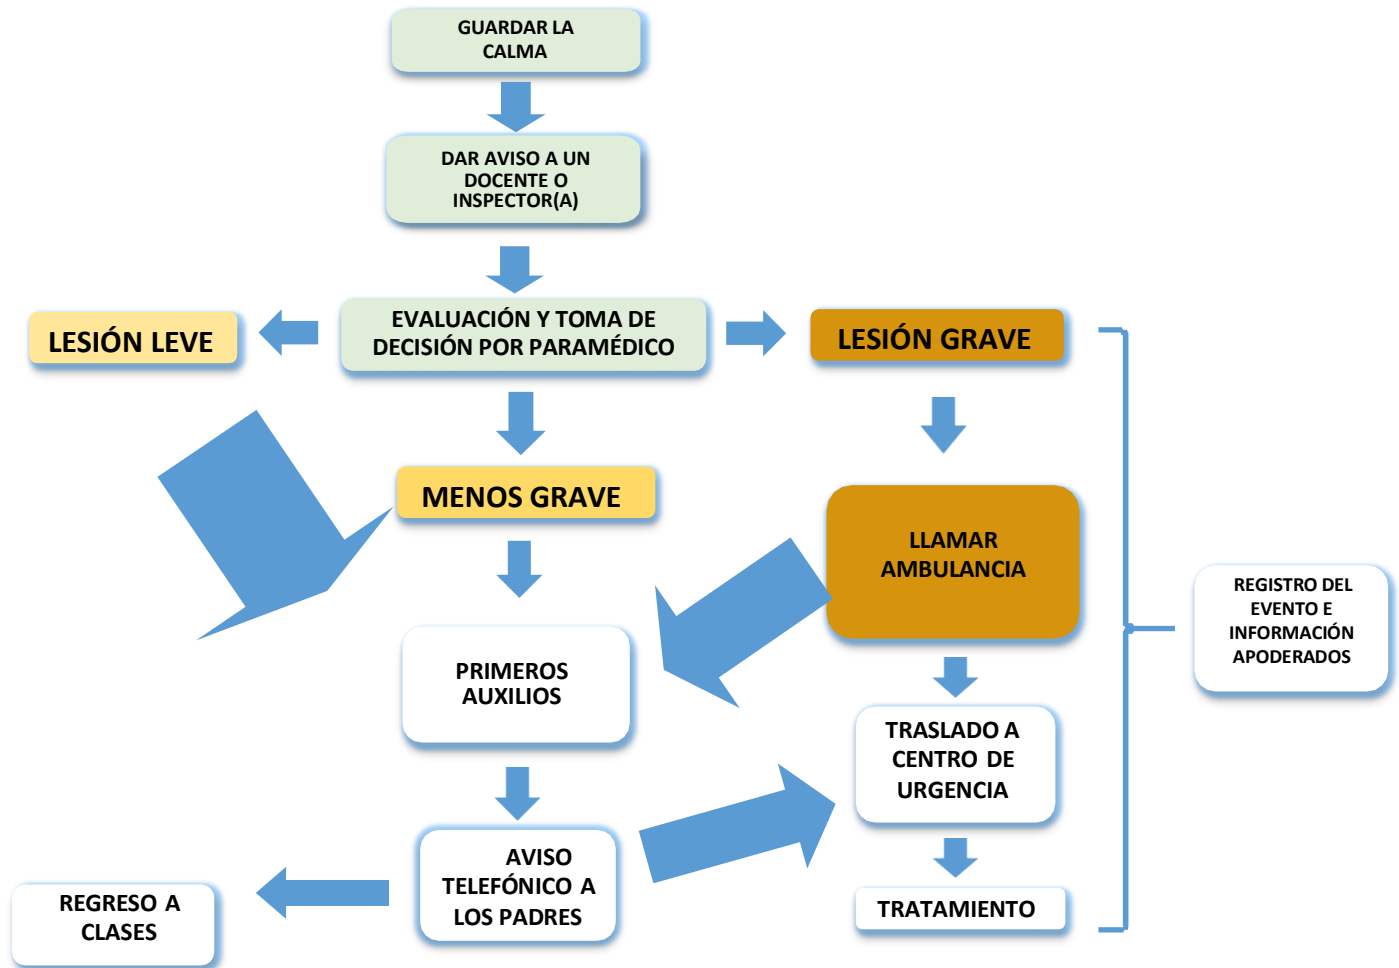 GUARDAR LA
CALMA
DAR AVISO A UN
DOCENTE O
INSPECTOR(A)
EVALUACIÓN Y TOMA DE
DECISIÓN POR PARAMÉDICO
LESIÓN LEVE
LESIÓN GRAVE
MENOS GRAVE
LLAMAR
AMBULANCIA
REGISTRO DEL
EVENTO E
INFORMACIÓN
APODERADOS
PRIMEROS
AUXILIOS
TRASLADO A
CENTRO DE
URGENCIA
AVISO
TELEFÓNICO A
LOS PADRES
REGRESO A
CLASES
TRATAMIENTO